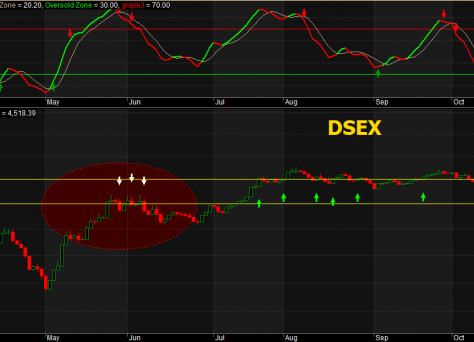 Zone = 20.20, Oversold Zone = 30.00, graph3 = 70.00
May Jun Jul Aug Sep Oct
= 4,518.39
DSEX
May Jun Jul Aug Sep Oct